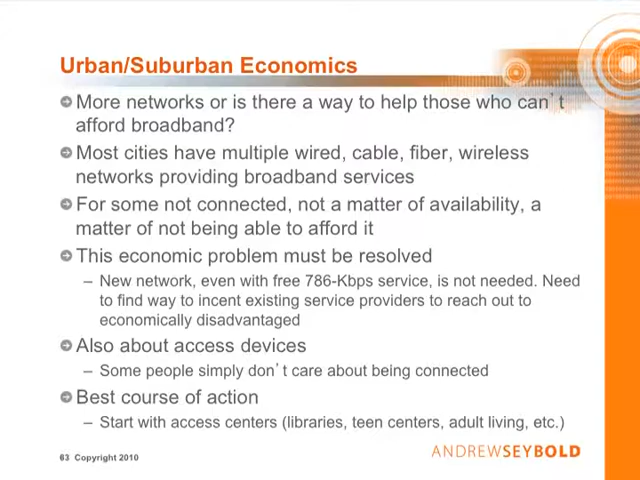 Urban/Suburban Economics
More networks or is there a way to help those who can't
afford broadband?
Most cities have multiple wired, cable, fiber, wireless
networks providing broadband services
For some not connected, not a matter of availability, a
matter of not being able to afford it
This economic problem must be resolved
– New network, even with free 786-Kbps service, is not needed. Need
to find way to incent existing service providers to reach out to
economically disadvantaged
Also about access devices
– Some people simply don't care about being connected
Best course of action
– Start with access centers (libraries, teen centers, adult living, etc.)
63 Copyright 2010
ANDREWSEYBOLD